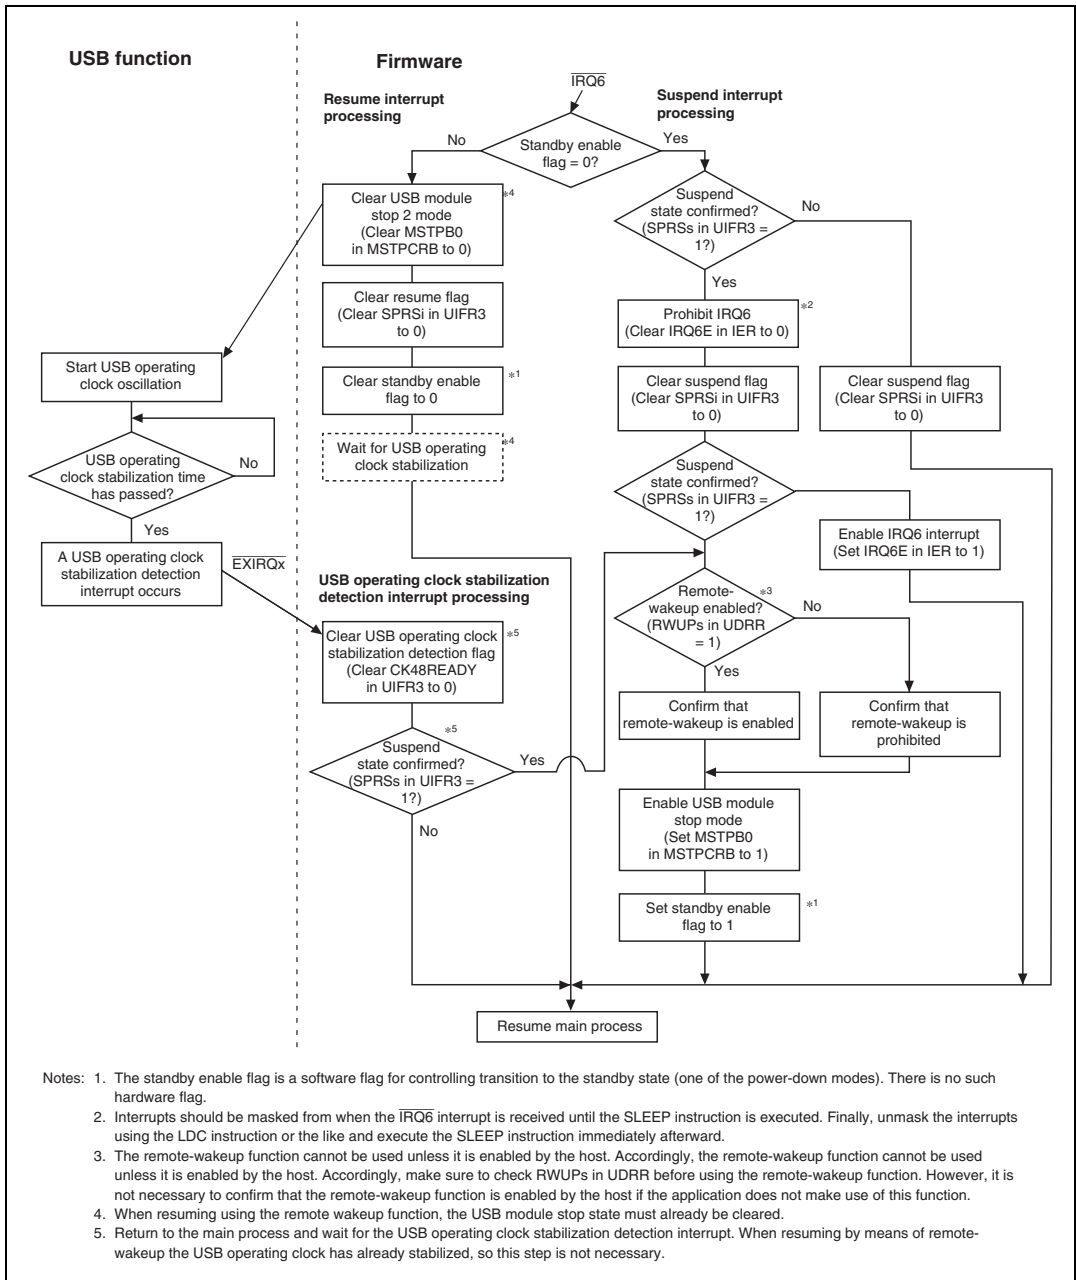 USB function
Firmware
IRQ6
Resume interrupt
processing
Suspend interrupt
processing
No
Standby enable
flag = 0?
Yes
Clear USB module
stop 2 mode
(Clear MSTPB0
in MSTPCRB to 0)
*4
Suspend
state confirmed?
(SPRSs in UIFR3 =
1?)
No
Yes
Clear resume flag
(Clear SPRSi in UIFR3
to 0)
Prohibit IRQ6
(Clear IRQ6E in IER to 0)
*2
Start USB operating
clock oscillation
Clear standby enable
flag to 0
*1
Clear suspend flag
(Clear SPRSi in UIFR3
to 0)
Clear suspend flag
(Clear SPRSi in UIFR3
to 0)
Wait for USB operating
clock stabilization
*4
USB operating
clock stabilization time
has passed?
No
Yes
Suspend
state confirmed?
(SPRSs in UIFR3 =
1?)
Enable IRQ6 interrupt
(Set IRQ6E in IER to 1)
A USB operating clock
stabilization detection
interrupt occurs
EXIRQx
USB operating clock stabilization
detection interrupt processing
Remote-
wakeup enabled?
(RWUPs in UDRR
= 1)
*3
No
Yes
Clear USB operating clock
stabilization detection flag
(Clear CK48READY
in UIFR3 to 0)
*5
Confirm that
remote-wakeup is enabled
Confirm that
remote-wakeup is
prohibited
*5
Suspend
state confirmed?
(SPRSs in UIFR3 =
1?)
Yes
No
Enable USB module
stop mode
(Set MSTPB0
in MSTPCRB to 1)
Set standby enable
flag to 1
*1
Resume main process
Notes: 1. The standby enable flag is a software flag for controlling transition to the standby state (one of the power-down modes). There is no such
hardware flag.
2. Interrupts should be masked from when the IRQ6 interrupt is received until the SLEEP instruction is executed. Finally, unmask the interrupts
using the LDC instruction or the like and execute the SLEEP instruction immediately afterward.
3. The remote-wakeup function cannot be used unless it is enabled by the host. Accordingly, the remote-wakeup function cannot be used
unless it is enabled by the host. Accordingly, make sure to check RWUPs in UDRR before using the remote-wakeup function. However, it is
not necessary to confirm that the remote-wakeup function is enabled by the host if the application does not make use of this function.
4. When resuming using the remote wakeup function, the USB module stop state must already be cleared.
5. Return to the main process and wait for the USB operating clock stabilization detection interrupt. When resuming by means of remote-
wakeup the USB operating clock has already stabilized, so this step is not necessary.